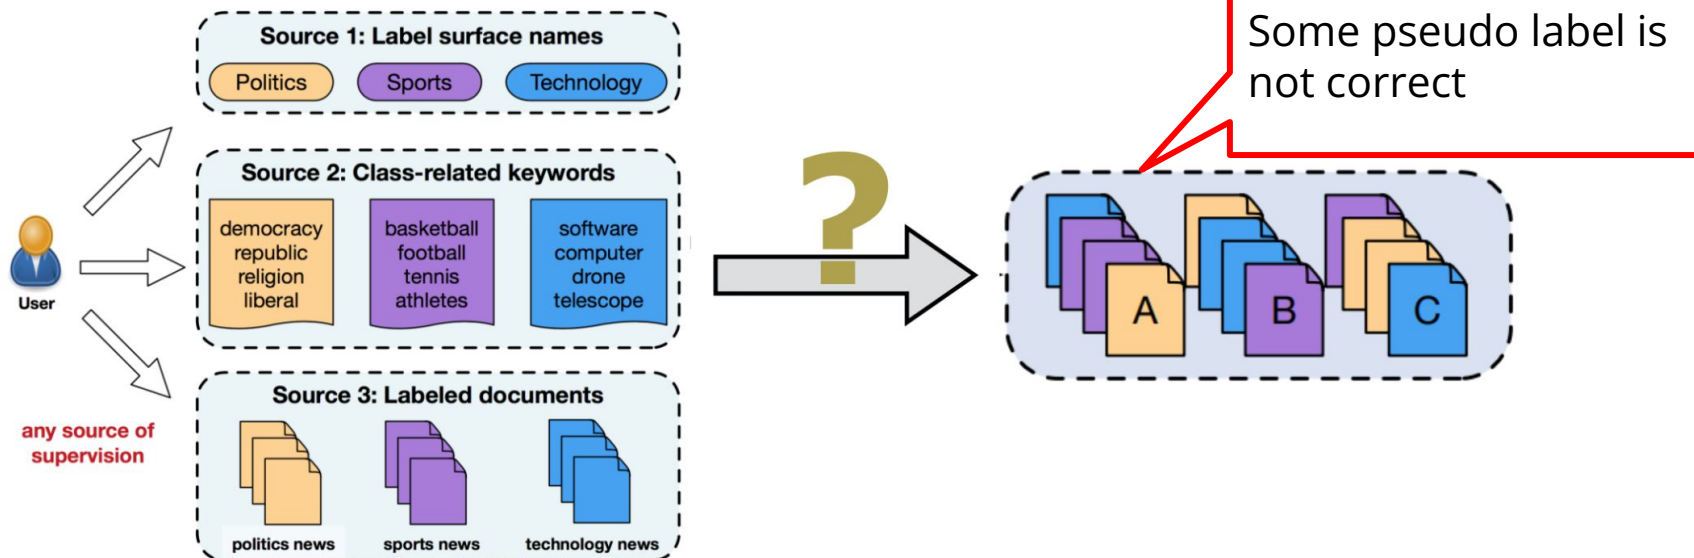 Source 1: Label surface names
Politics
Sports
Technology
Source 2: Class-related keywords
democracy
republic
religion
liberal
basketball
football
tennis
athletes
software
computer
drone
telescope
User
any source of
supervision
Source 3: Labeled documents
politics news
sports news
technology news
?
Some pseudo label is
not correct
A
B
C